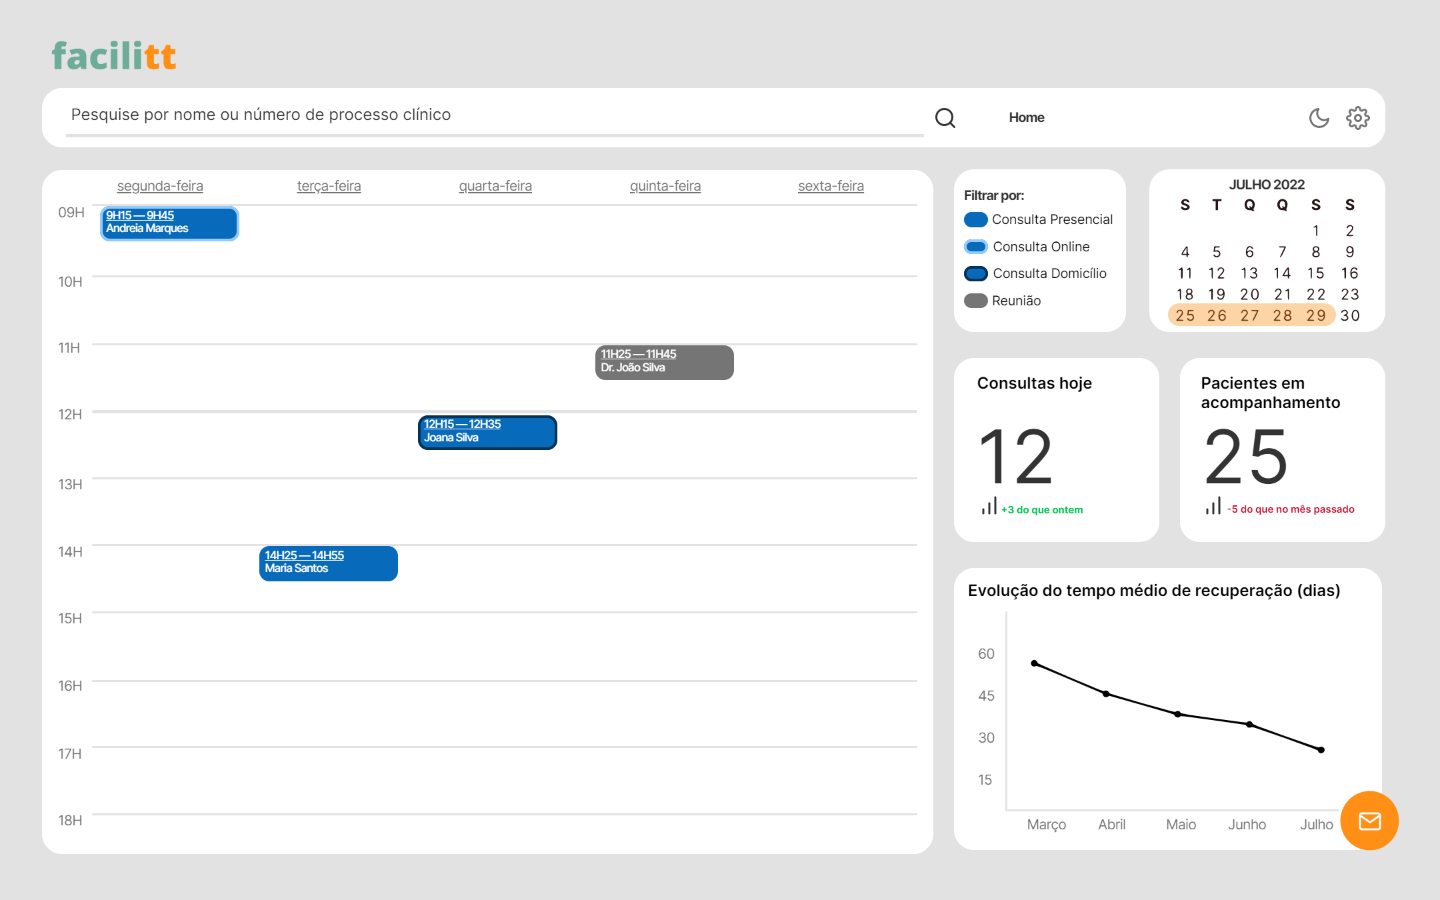 facilitt
Pesquise por nome ou número de processo clínico
Home
segunda-feira terça-feira quarta-feira quinta-feira sexta-feira
09H
9H15 — 9H45
Andreia Marques
10H
11H
11H25 — 11H45
Dr. João Silva
12H
12H15 — 12H35
Joana Silva
13H
14H
14H25 — 14H55
Maria Santos
15H
16H
17H
18H
Filtrar por:
Consulta Presencial
Consulta Online
Consulta Domicílio
Reunião
JULHO 2022
S T Q Q S S
1 2
4 5 6 7 8 9
11 12 13 14 15 16
18 19 20 21 22 23
25 26 27 28 29 30
Consultas hoje
12
+3 do que ontem
Pacientes em
acompanhamento
25
-5 do que no mês passado
Evolução do tempo médio de recuperação (dias)
60
45
30
15
Março Abril Maio Junho Julho